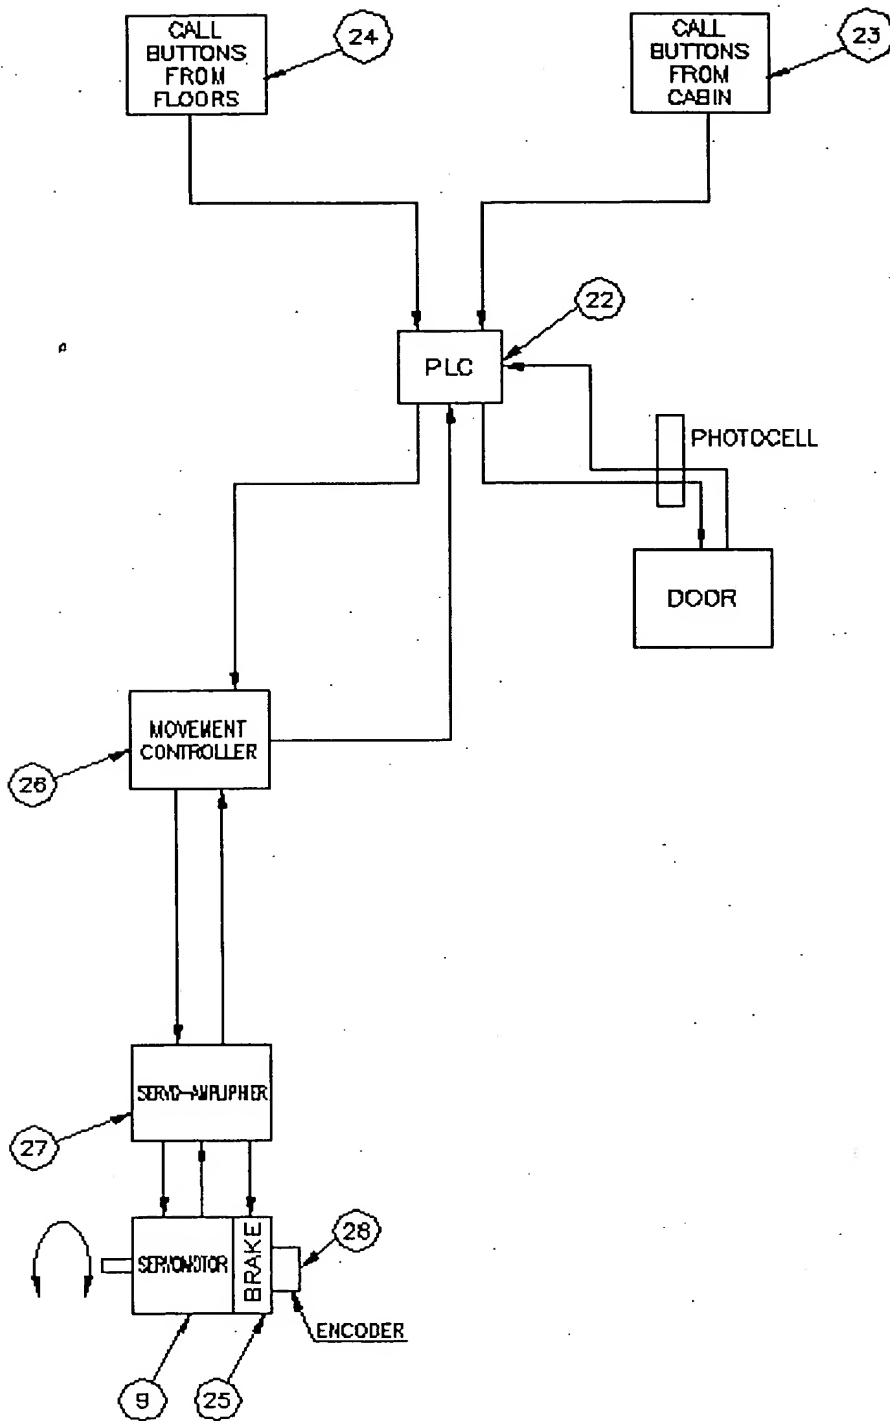 CALL
BUTTONS
FROM
FLOORS
24
CALL
BUTTONS
FROM
CABIN
23
22
PLC
PHOTOCELL
DOOR
MOVEMENT
CONTROLLER
26
SERVO-AMPLIPHIER
27
SERVOMOTOR
BRAKE
28
ENCODER
9
25